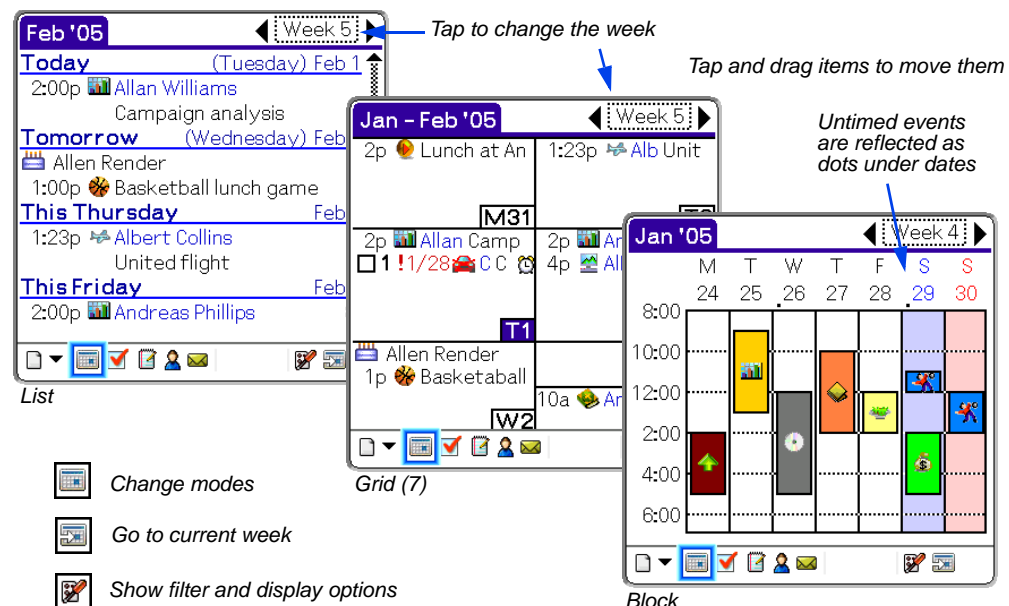 Feb '05
Week 5
Today (Tuesday) Feb 1
2:00p Allan Williams
Campaign analysis
Tomorrow (Wednesday) Feb
Allen Render
1:00p Basketball lunch game
This Thursday Feb
1:23p Albert Collins
United flight
This Friday Feb
2:00p Andreas Phillips
List
Tap to change the week
Tap and drag items to move them
Untimed events
are reflected as
dots under dates
Jan - Feb '05
Week 5
2p Lunch at An
1:23p Alb Unit
M31
2p Allan Camp
1 !1/28 C C
2p Ar
4p All
T1
Allen Render
1p Basketaball
10a Ar
W2
Grid (7)
Jan '05
Week 4
M T W T F S S
24 25 26 27 28 29 30
8:00
10:00
12:00
2:00
4:00
6:00
Block
Change modes
Go to current week
Show filter and display options